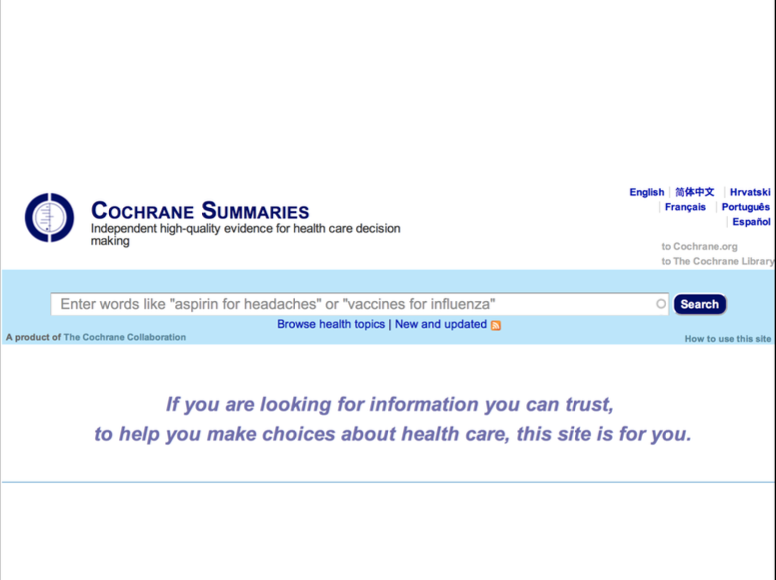 English 简体中文 Hrvatski
Français Português
Español
COCHRANE SUMMARIES
Independent high-quality evidence for health care decision
making
to Cochrane.org
to The Cochrane Library
Enter words like "aspirin for headaches" or "vaccines for influenza" Search
Browse health topics | New and updated
A product of The Cochrane Collaboration How to use this site
If you are looking for information you can trust,
to help you make choices about health care, this site is for you.